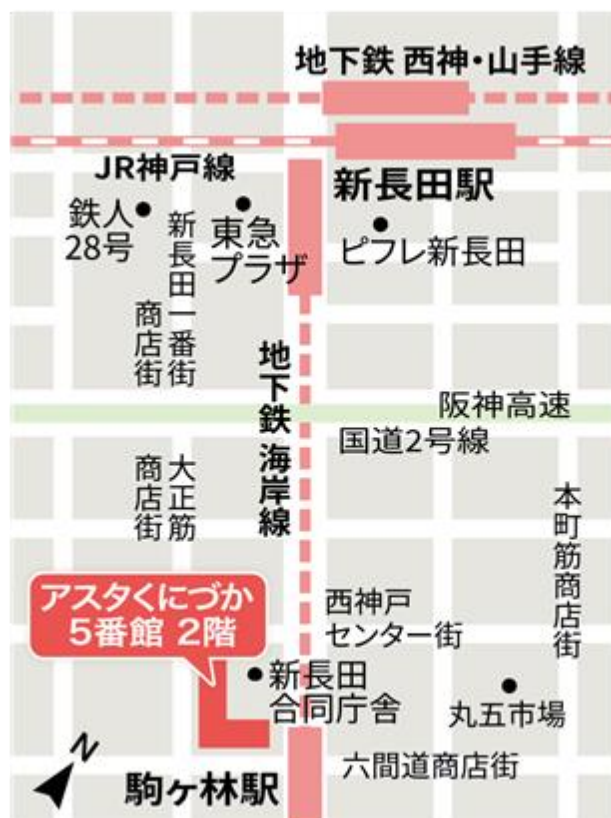 地下鉄 西神・山手線
JR神戸線
新長田駅
鉄人
28号
新長田一番街
商店街
東急
プラザ
ピフレ新長田
地下鉄 海岸線
阪神高速
国道2号線
大正筋
商店街
本町筋商店街
アスタくにづか
5番館 2階
西神戸
センター街
新長田
合同庁舎
丸五市場
六間道商店街
駒ヶ林駅
N